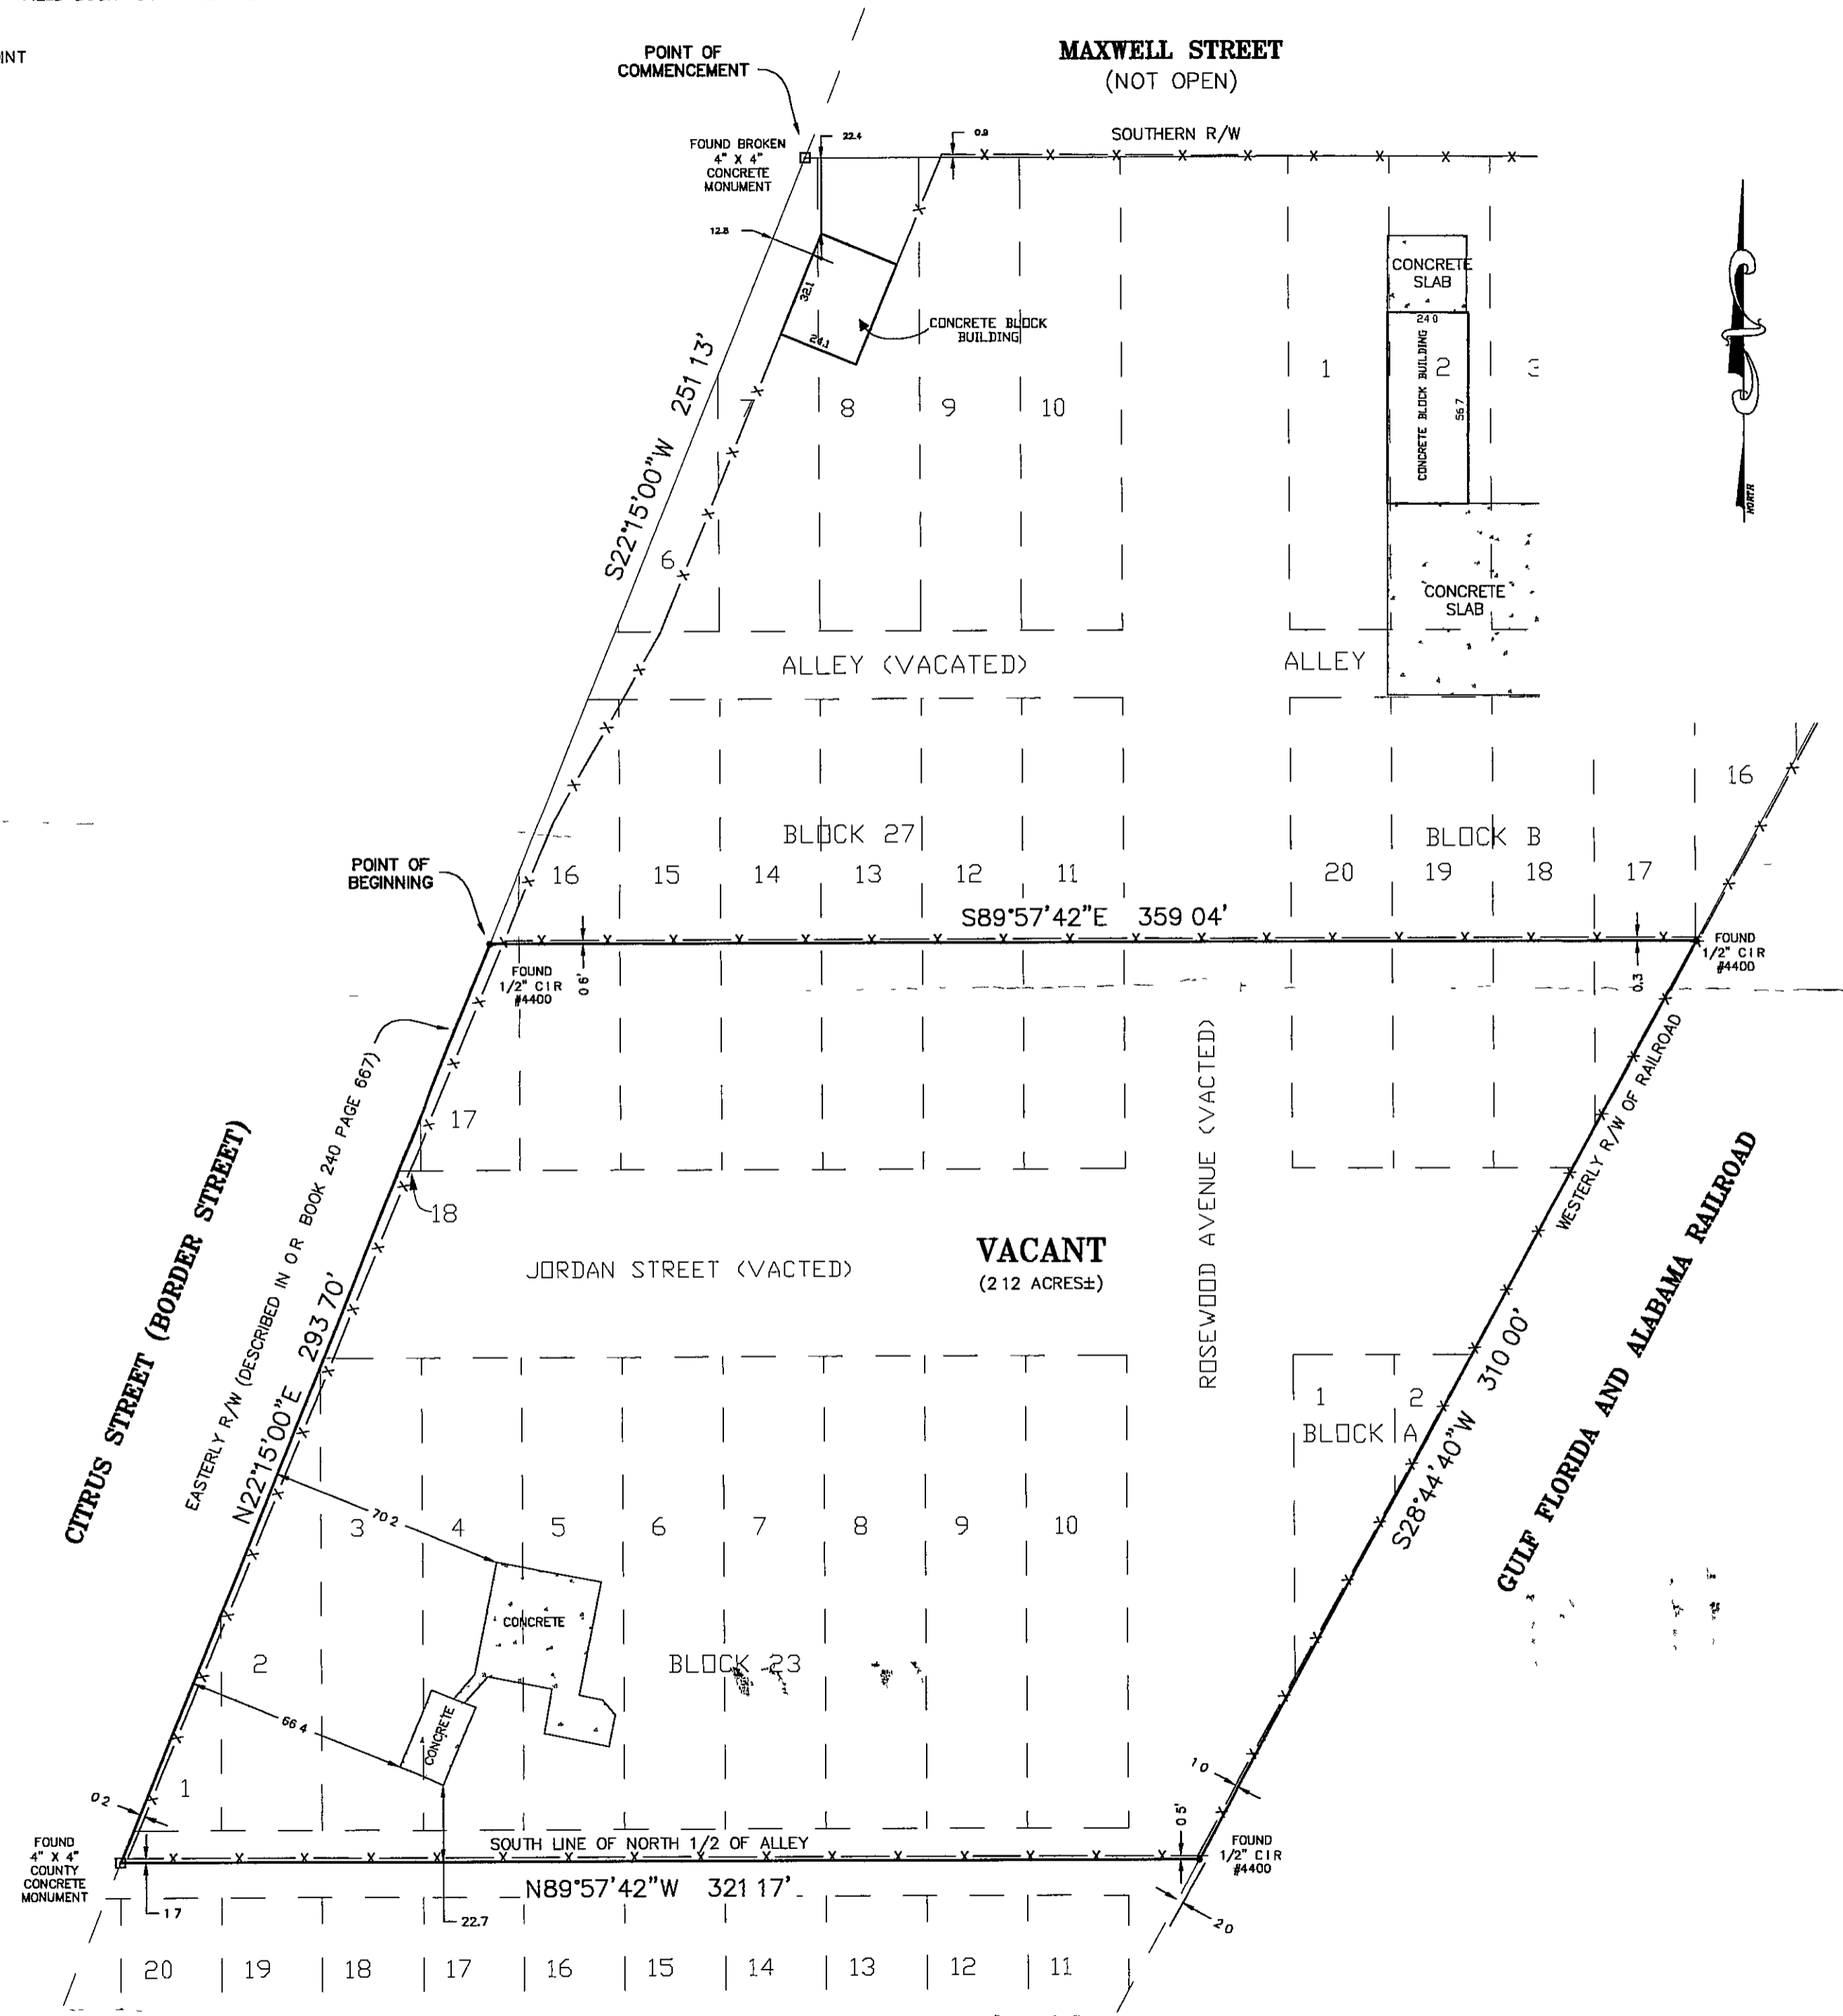 INT
POINT OF
COMMENCEMENT
MAXWELL STREET
(NOT OPEN)
FOUND BROKEN
4" X 4"
CONCRETE
MONUMENT
22.4
0.9
SOUTHERN R/W
12.8
32.1
24.1
CONCRETE BLOCK
BUILDING
CONCRETE
SLAB
24 0
CONCRETE BLOCK BUILDING
56 7
1
2
3
7
8
9
10
NORTH
S22°15'00"W 251 13'
6
CONCRETE
SLAB
ALLEY (VACATED)
ALLEY
16
BLOCK 27
BLOCK B
POINT OF
BEGINNING
16
15
14
13
12
11
20
19
18
17
S89°57'42"E 359 04'
FOUND
1/2" CIR
#4400
0 6'
0.3
FOUND
1/2" CIR
#4400
17
18
EASTERLY R/W (DESCRIBED IN OR BOOK 240 PAGE 667)
CITRUS STREET (BORDER STREET)
N22°15'00"E 293 70'
JORDAN STREET (VACTED)
VACANT
(2 12 ACRES±)
ROSEWOOD AVENUE (VACTED)
WESTERLY R/W OF RAILROAD
GULF FLORIDA AND ALABAMA RAILROAD
S28°44'40"W 310 00'
1
2
BLOCK A
70 2
3
4
5
6
7
8
9
10
CONCRETE
2
BLOCK 23
66 4
CONCRETE
1
0 2
1 0
0 5'
FOUND
4" X 4"
COUNTY
CONCRETE
MONUMENT
SOUTH LINE OF NORTH 1/2 OF ALLEY
FOUND
1/2" CIR
#4400
N89°57'42"W 321 17'
1 7
22.7
2 0
20
19
18
17
16
15
14
13
12
11